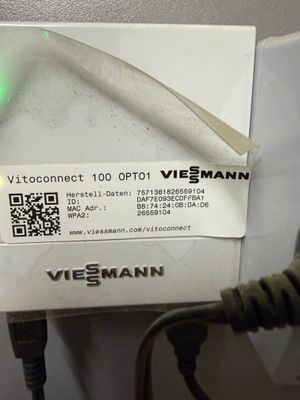 Vitoconnect 100 OPTO1 VIESSMANN
Herstell-Daten: 7571381826559104
ID: DAF7E093ECDFFBA1
MAC Adr.: B8:74:24:0B:DA:D6
WPA2: 26559104
www.viessmann.com/vitoconnect
VIESSMANN